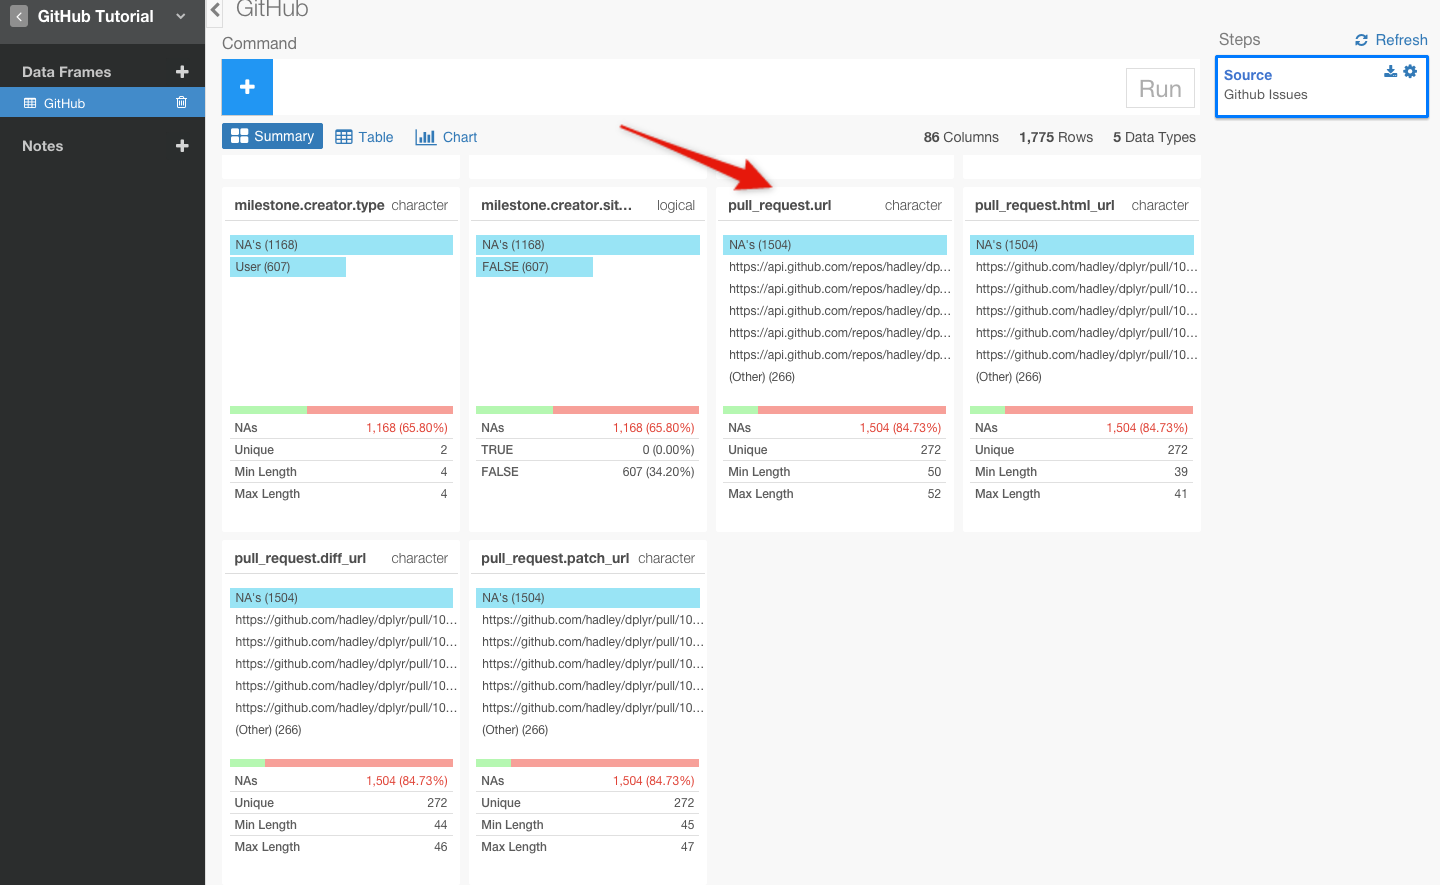 GitHub Tutorial
Data Frames
GitHub
Notes
GitHub
Command
Run
Summary
Table
Chart
86 Columns 1,775 Rows 5 Data Types
milestone.creator.type character
NA's (1168)
User (607)
NAs 1,168 (65.80%)
Unique 2
Min Length 4
Max Length 4
milestone.creator.sit... logical
NA's (1168)
FALSE (607)
NAs 1,168 (65.80%)
TRUE 0 (0.00%)
FALSE 607 (34.20%)
pull_request.url character
NA's (1504)
https://api.github.com/repos/hadley/dp...
https://api.github.com/repos/hadley/dp...
https://api.github.com/repos/hadley/dp...
https://api.github.com/repos/hadley/dp...
https://api.github.com/repos/hadley/dp...
(Other) (266)
NAs 1,504 (84.73%)
Unique 272
Min Length 50
Max Length 52
pull_request.html_url character
NA's (1504)
https://github.com/hadley/dplyr/pull/10...
https://github.com/hadley/dplyr/pull/10...
https://github.com/hadley/dplyr/pull/10...
https://github.com/hadley/dplyr/pull/10...
https://github.com/hadley/dplyr/pull/10...
(Other) (266)
NAs 1,504 (84.73%)
Unique 272
Min Length 39
Max Length 41
pull_request.diff_url character
NA's (1504)
https://github.com/hadley/dplyr/pull/10...
https://github.com/hadley/dplyr/pull/10...
https://github.com/hadley/dplyr/pull/10...
https://github.com/hadley/dplyr/pull/10...
https://github.com/hadley/dplyr/pull/10...
(Other) (266)
NAs 1,504 (84.73%)
Unique 272
Min Length 44
Max Length 46
pull_request.patch_url character
NA's (1504)
https://github.com/hadley/dplyr/pull/10...
https://github.com/hadley/dplyr/pull/10...
https://github.com/hadley/dplyr/pull/10...
https://github.com/hadley/dplyr/pull/10...
https://github.com/hadley/dplyr/pull/10...
(Other) (266)
NAs 1,504 (84.73%)
Unique 272
Min Length 45
Max Length 47
Steps
Refresh
Source
Github Issues